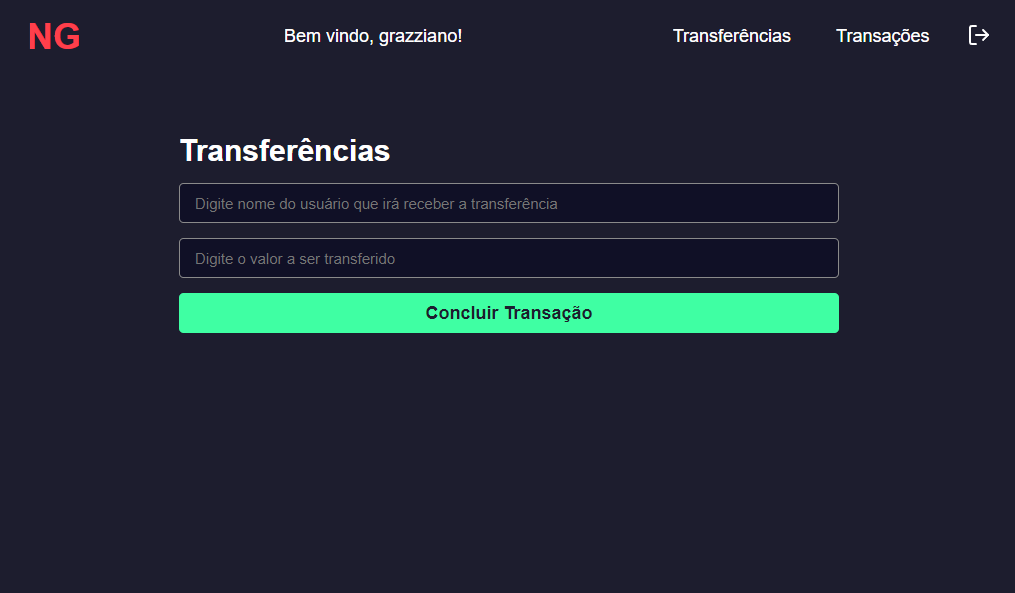 NG
Bem vindo, grazziano!
Transferências
Transações
Transferências
Digite nome do usuário que irá receber a transferência
Digite o valor a ser transferido
Concluir Transação